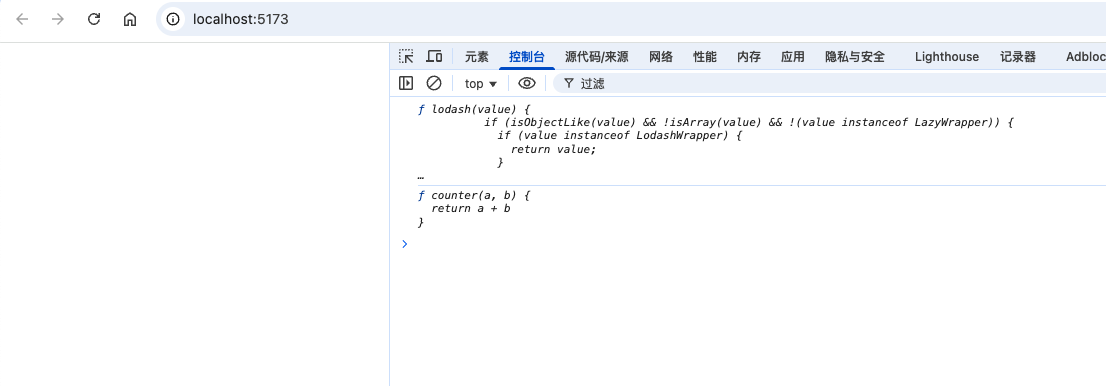 localhost:5173
元素 控制台 源代码/来源 网络 性能 内存 应用 隐私与安全 Lighthouse 记录器 Adbloc
top 过滤
f lodash(value) {
if (isObjectLike(value) && !isArray(value) && !(value instanceof LazyWrapper)) {
if (value instanceof LodashWrapper) {
return value;
}
…
f counter(a, b) {
return a + b
}